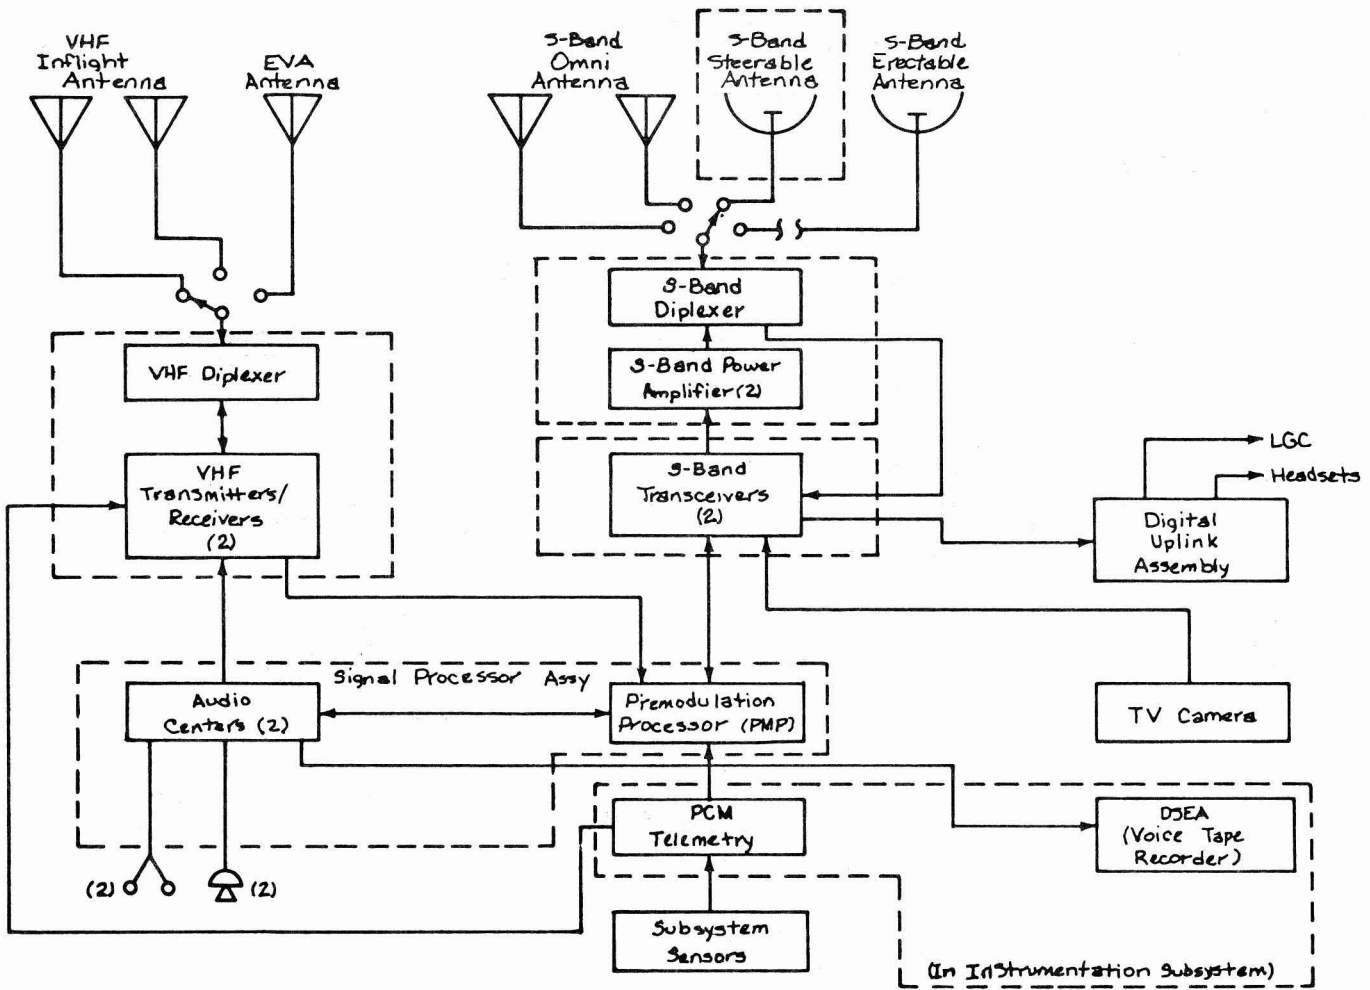 VHF
Inflight
Antenna
EVA
Antenna
S-Band
Omni
Antenna
S-Band
Steerable
Antenna
S-Band
Erectable
Antenna
VHF Diplexer
S-Band
Diplexer
S-Band Power
Amplifier (2)
VHF
Transmitters/
Receivers
(2)
S-Band
Transceivers
(2)
LGC
Headsets
Digital
Uplink
Assembly
Signal Processor Assy
Audio
Centers (2)
Premodulation
Processor (PMP)
TV Camera
PCM
Telemetry
DSEA
(Voice Tape
Recorder)
(2)
(2)
Subsystem
Sensors
(In Instrumentation Subsystem)